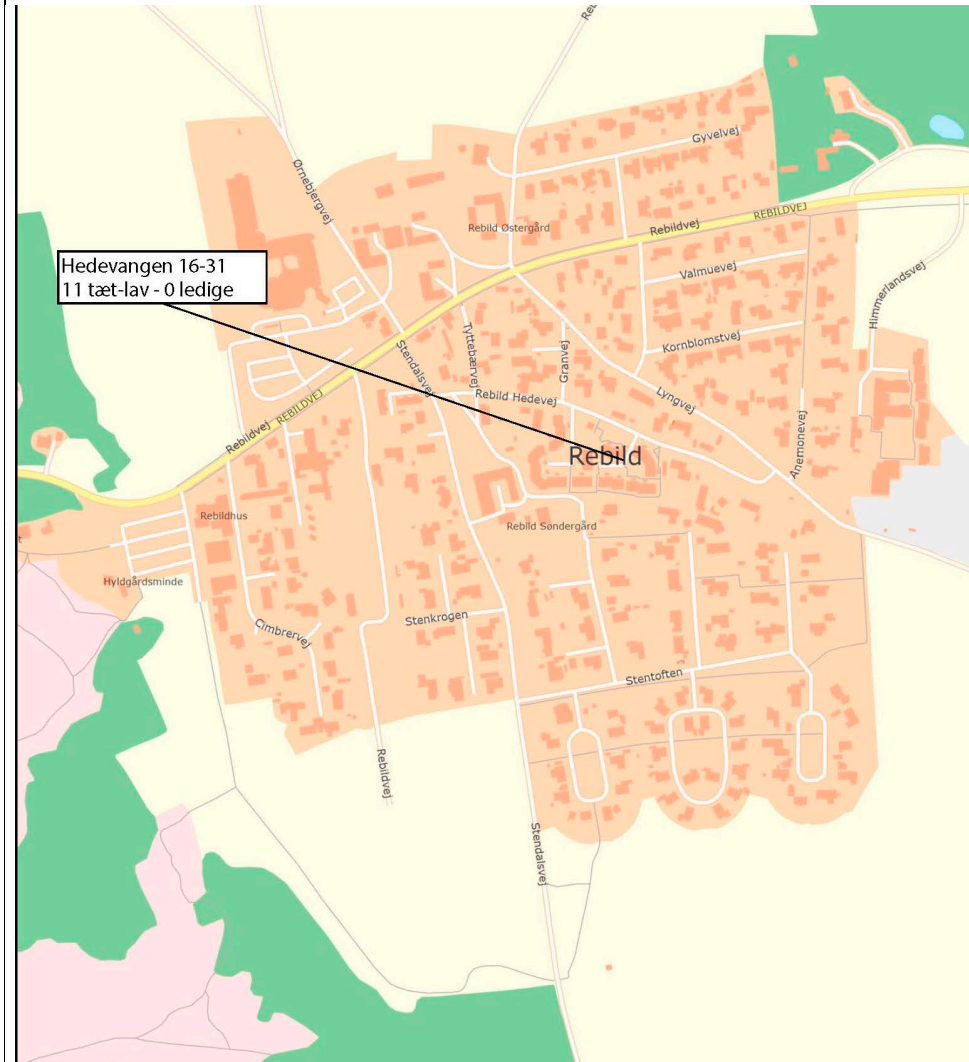 Gyvelvej
Ørnebjergvej
Rebild Østergård
Rebildvej
REBILDVEJ
Hedevangen 16-31
11 tæt-lav - 0 ledige
Valmuevej
Himmerlandsvej
Kornblomstvej
Tyttebærvej
Granvej
Stendalsvej
Rebild Hedevej
Lyngvej
Rebildvej
REBILDVEJ
Anemonevej
Rebild
Rebildhus
Rebild Søndergård
Hyldgårdsminde
Cimbrervej
Stenkrogen
Stentoften
Rebildvej
Stendalsvej